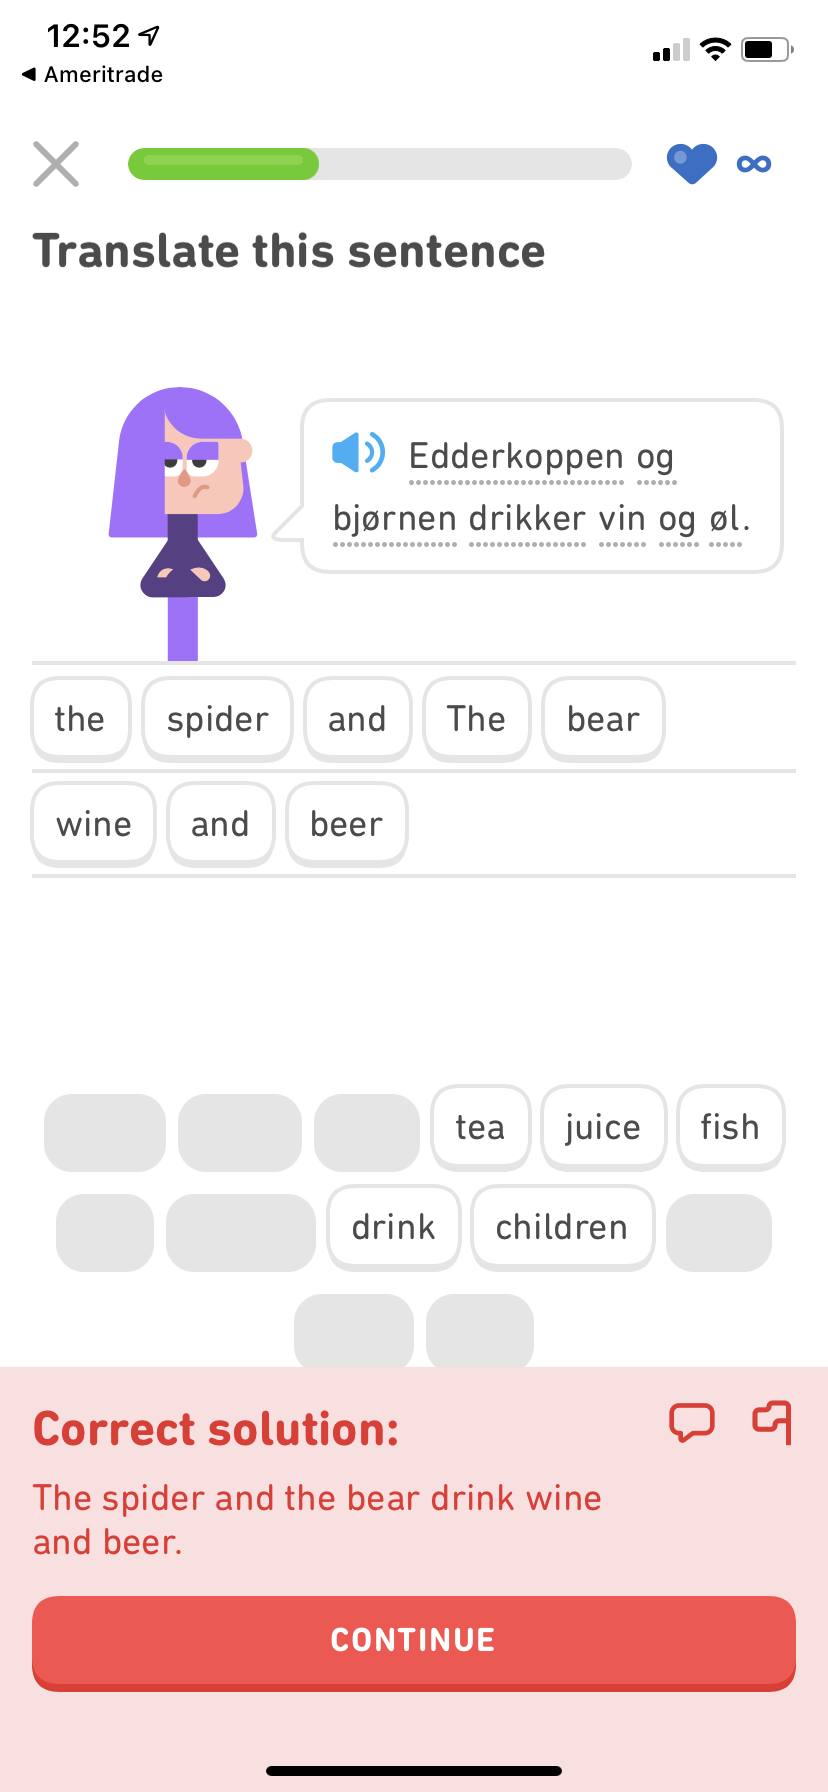 12:52
◀ Ameritrade
Translate this sentence
Edderkoppen og
bjørnen drikker vin og øl.
the spider and The bear
wine and beer
tea juice fish
drink children
Correct solution:
The spider and the bear drink wine
and beer.
CONTINUE